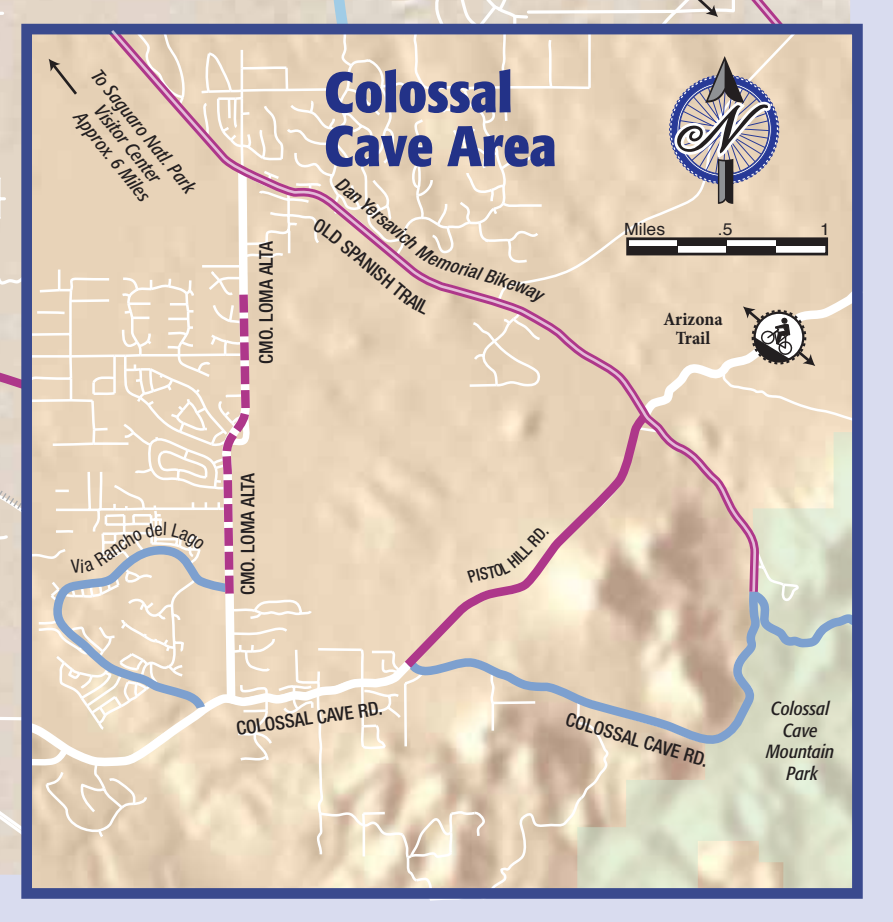 Colossal
Cave Area
To Saguaro Natl. Park
Visitor Center
Approx. 6 Miles
N
Miles .5 1
Dan Yersavich Memorial Bikeway
OLD SPANISH TRAIL
CMO. LOMA ALTA
Arizona
Trail
CMO. LOMA ALTA
Via Rancho del Lago
PISTOL HILL RD.
COLOSSAL CAVE RD.
COLOSSAL CAVE RD.
Colossal
Cave
Mountain
Park